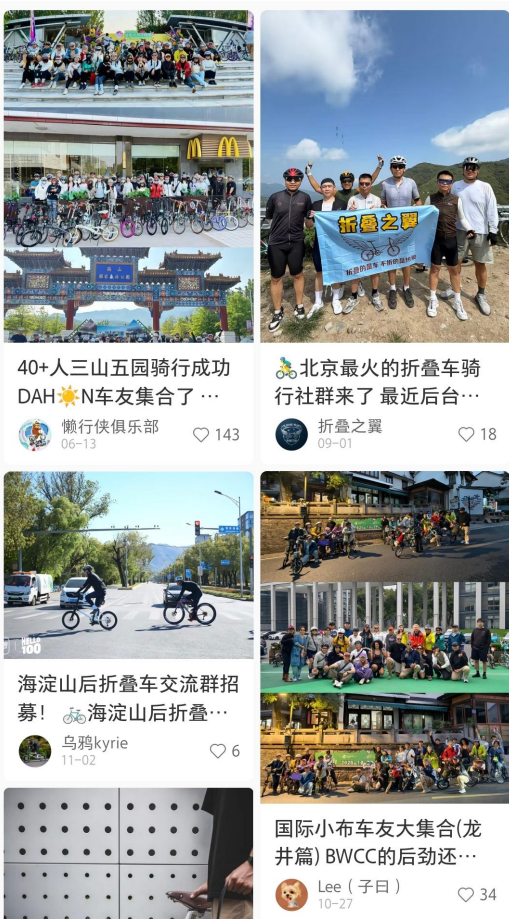 40+人三山五园骑行成功
DAH☀️N车友集合了 …
懒行侠俱乐部
06-13
143
折叠之翼
🚴北京最火的折叠车骑
行社群来了 最近后台…
折叠之翼
09-01
18
HELLO
100
海淀山后折叠车交流群招
募！ 🚲海淀山后折叠…
乌鸦kyrie
11-02
6
国际小布车友大集合(龙
井篇) BWCC的后劲还…
Lee（子曰）
10-27
34